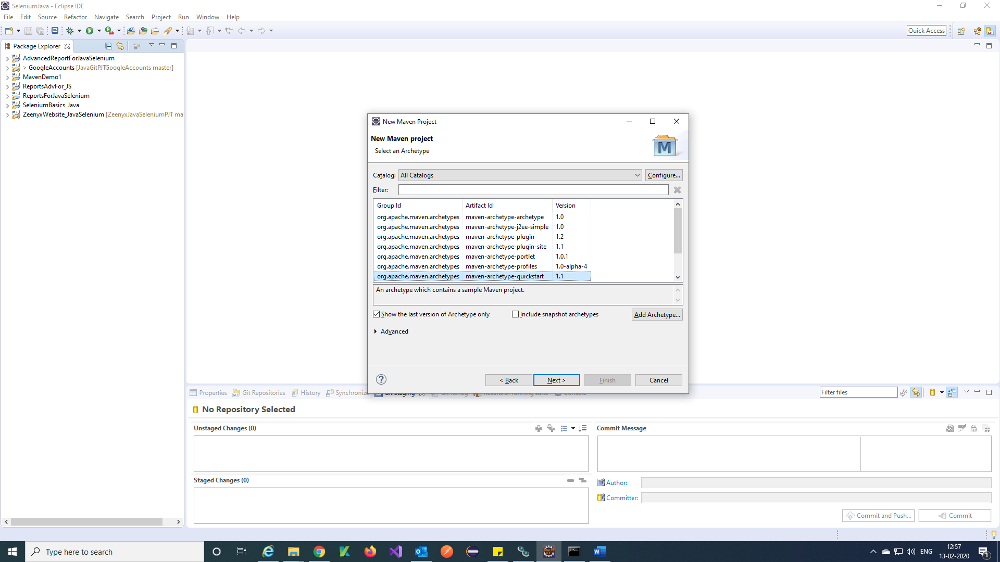 SeleniumJava - Eclipse IDE
File Edit Source Refactor Navigate Search Project Run Window Help
Quick Access
Package Explorer
AdvancedReportForJavaSelenium
> GoogleAccounts [JavaGitPJTGoogleAccounts master]
MavenDemo1
ReportsAdvFor_JS
ReportsForJavaSelenium
SeleniumBasics_Java
ZeenyxWebsite_JavaSelenium [ZeenyxJavaSeleniumPJT ma
New Maven Project
New Maven project
Select an Archetype
M
Catalog: All Catalogs Configure...
Filter:
Group Id Artifact Id Version
org.apache.maven.archetypes maven-archetype-archetype 1.0
org.apache.maven.archetypes maven-archetype-j2ee-simple 1.0
org.apache.maven.archetypes maven-archetype-plugin 1.2
org.apache.maven.archetypes maven-archetype-plugin-site 1.1
org.apache.maven.archetypes maven-archetype-portlet 1.0.1
org.apache.maven.archetypes maven-archetype-profiles 1.0-alpha-4
org.apache.maven.archetypes maven-archetype-quickstart 1.1
An archetype which contains a sample Maven project.
Show the last version of Archetype only Include snapshot archetypes Add Archetype...
Advanced
< Back Next > Finish Cancel
Properties Git Repositories History Synchronize Git Staging Filter files
No Repository Selected
Unstaged Changes (0) Commit Message
Staged Changes (0)
Author:
Committer:
Commit and Push... Commit
Type here to search
ENG
12:57
13-02-2020
1